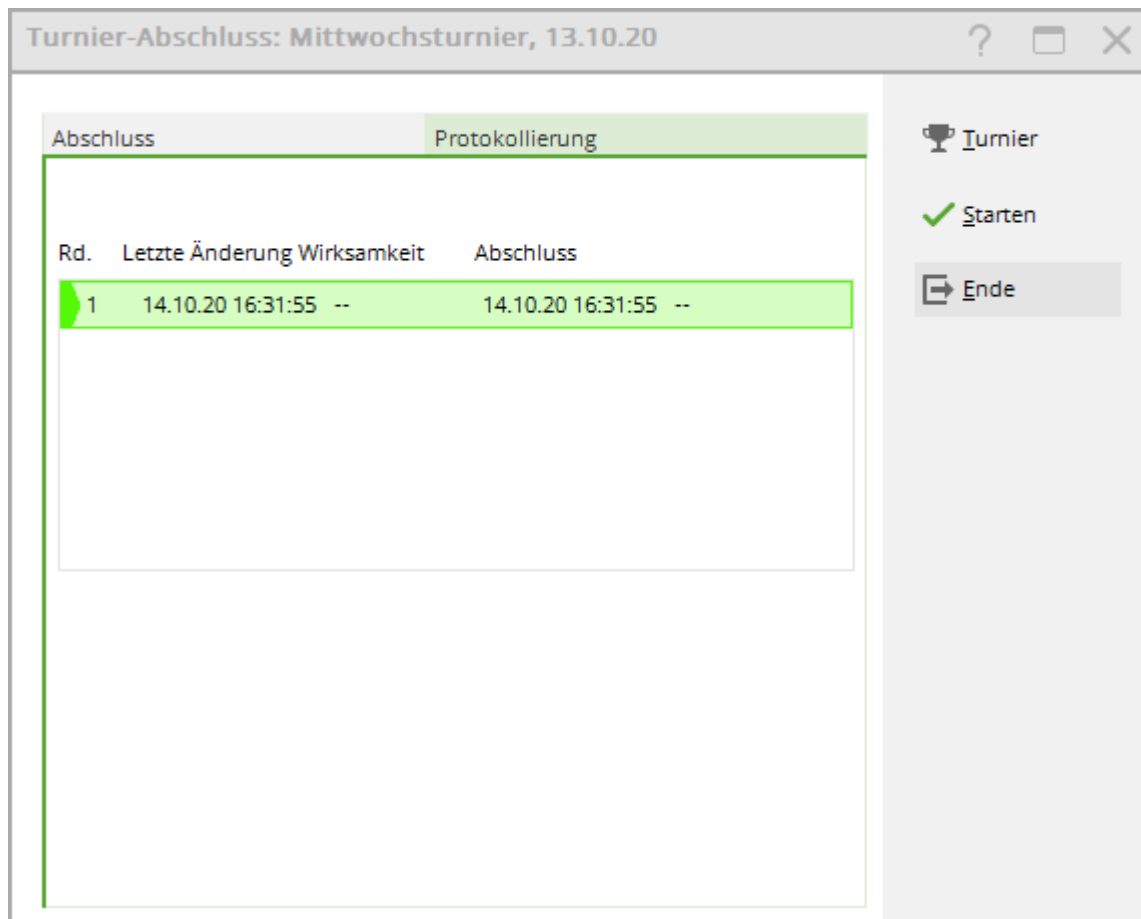 Turnier-Abschluss: Mittwochsturnier, 13.10.20
Abschluss
Protokollierung
Rd. Letzte Änderung Wirksamkeit Abschluss
1 14.10.20 16:31:55 -- 14.10.20 16:31:55 --
Turnier
Starten
Ende